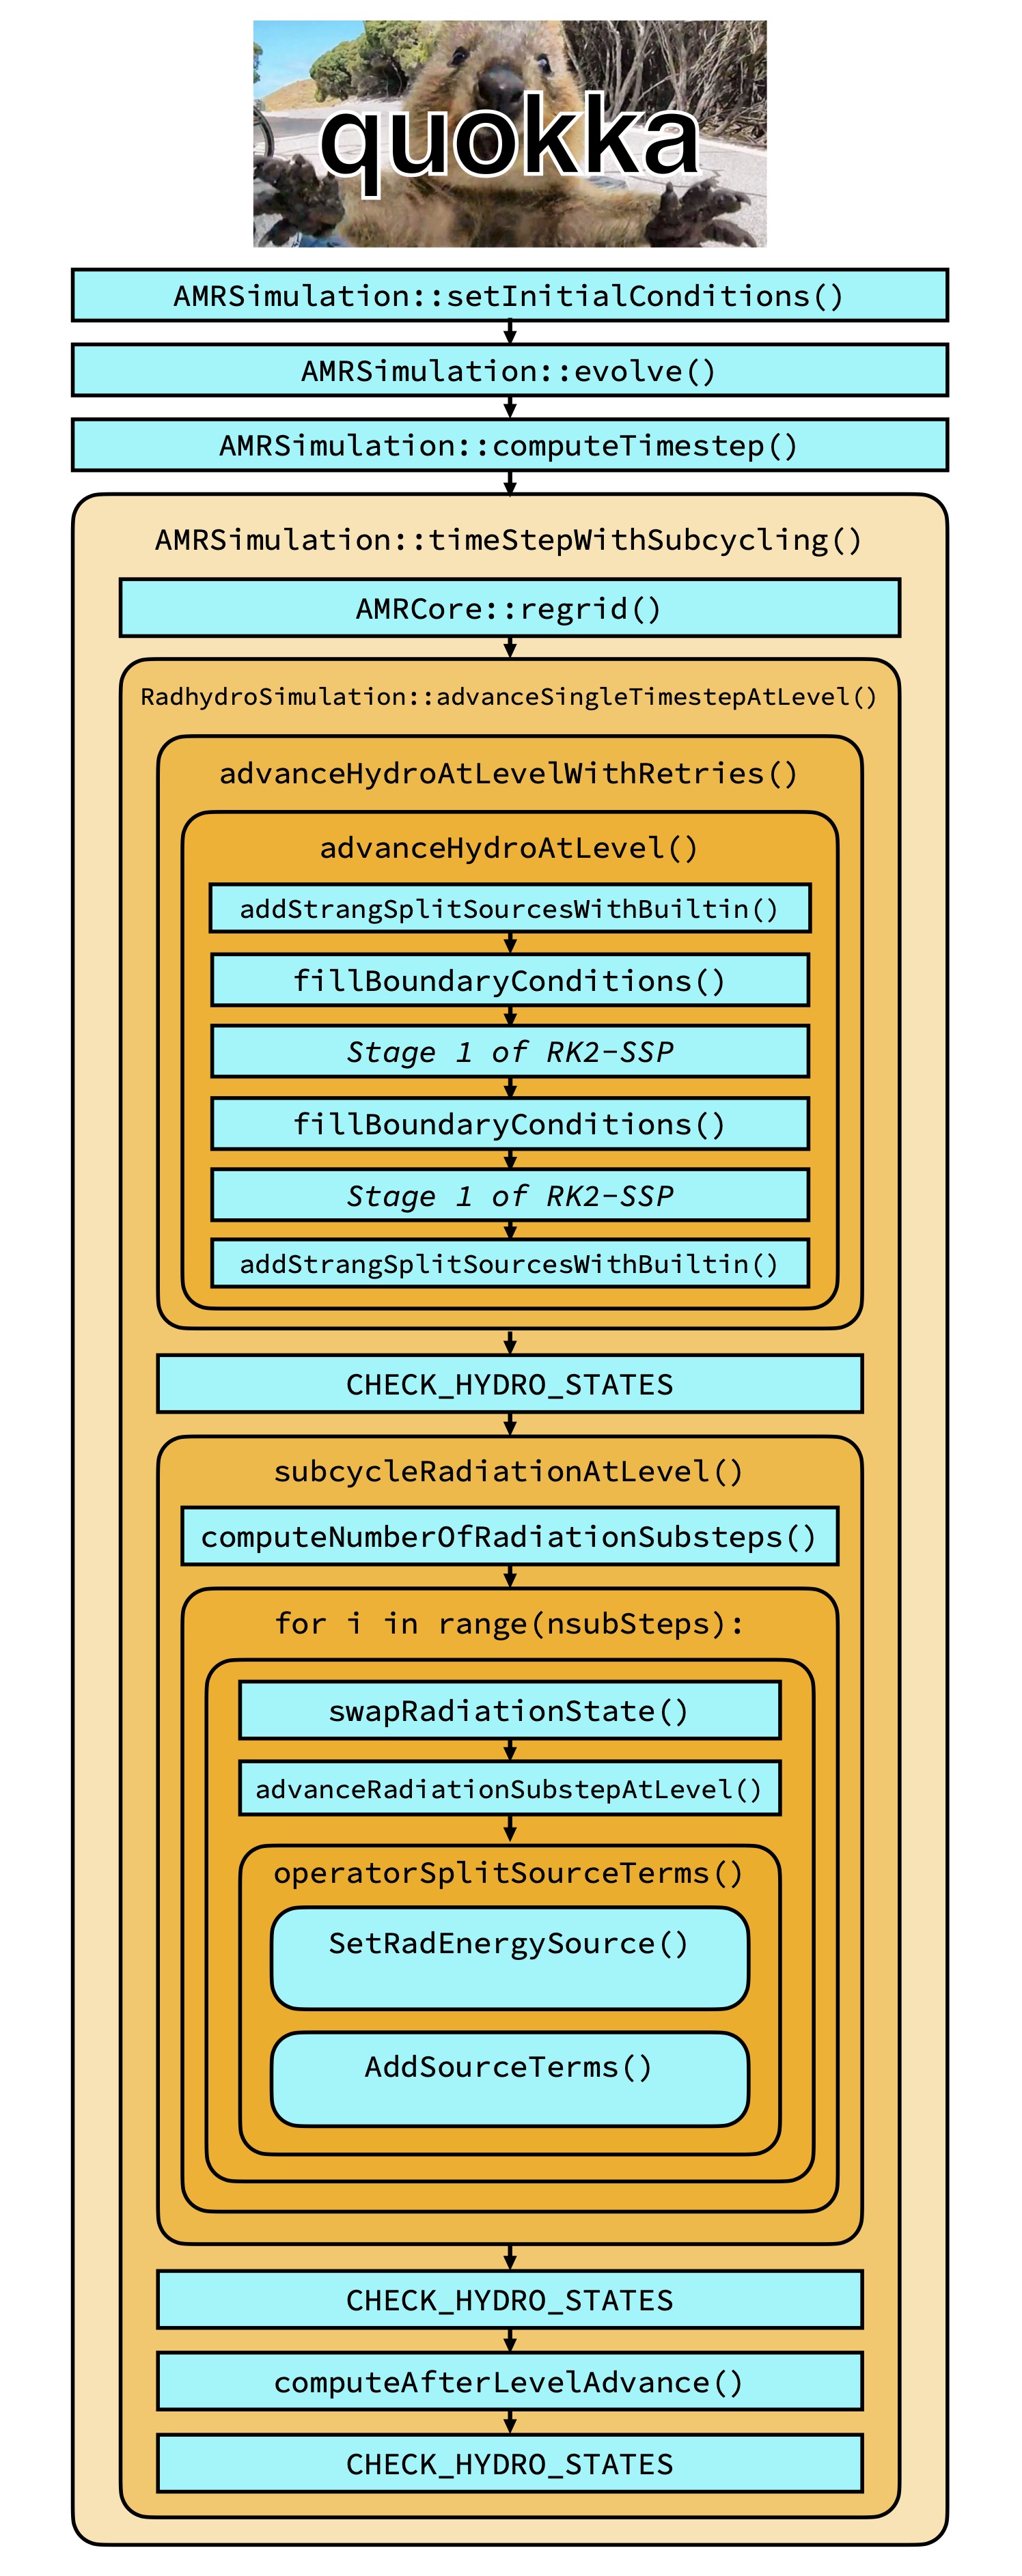 quokka
AMRSimulation::setInitialConditions()
AMRSimulation::evolve()
AMRSimulation::computeTimestep()
AMRSimulation::timeStepWithSubcycling()
AMRCore::regrid()
RadhydroSimulation::advanceSingleTimestepAtLevel()
advanceHydroAtLevelWithRetries()
advanceHydroAtLevel()
addStrangSplitSourcesWithBuiltin()
fillBoundaryConditions()
Stage 1 of RK2-SSP
fillBoundaryConditions()
Stage 1 of RK2-SSP
addStrangSplitSourcesWithBuiltin()
CHECK_HYDRO_STATES
subcycleRadiationAtLevel()
computeNumberOfRadiationSubsteps()
for i in range(nsubSteps):
swapRadiationState()
advanceRadiationSubstepAtLevel()
operatorSplitSourceTerms()
SetRadEnergySource()
AddSourceTerms()
CHECK_HYDRO_STATES
computeAfterLevelAdvance()
CHECK_HYDRO_STATES